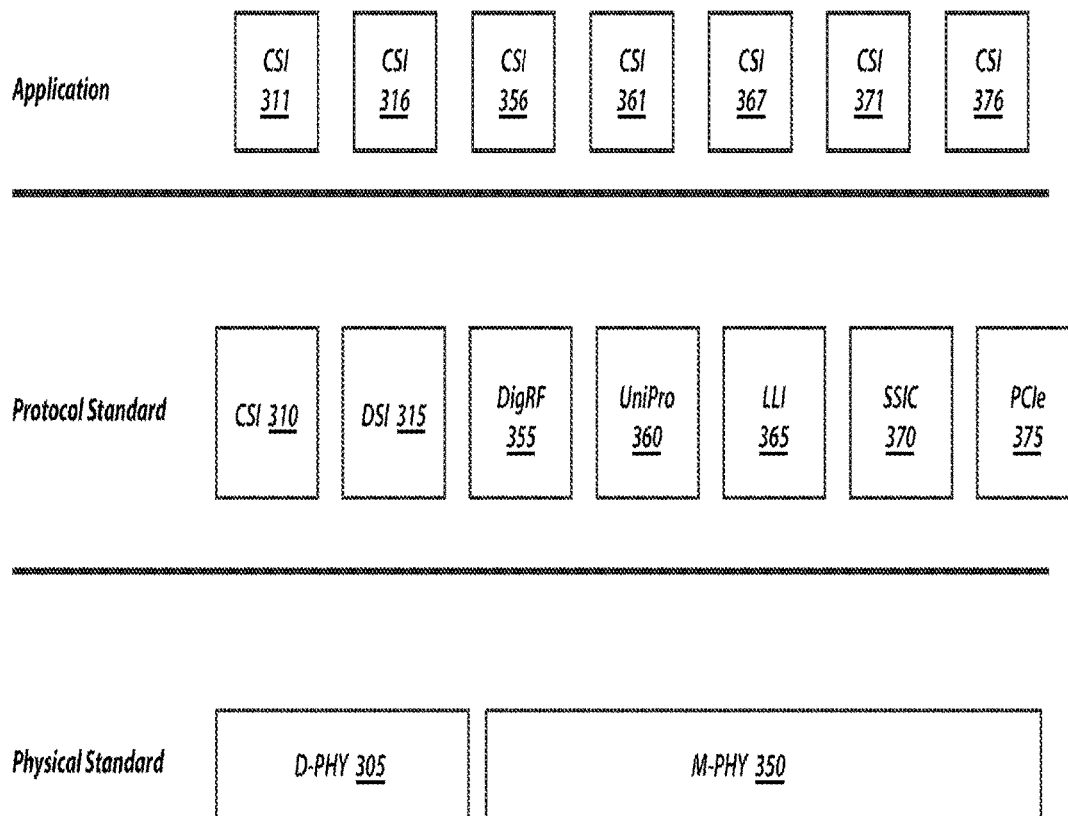 Application
CSI
311
CSI
316
CSI
356
CSI
361
CSI
367
CSI
371
CSI
376
Protocol Standard
CSI 310
DSI 315
DigRF
355
UniPro
360
LLI
365
SSIC
370
PCIe
375
Physical Standard
D-PHY 305
M-PHY 350